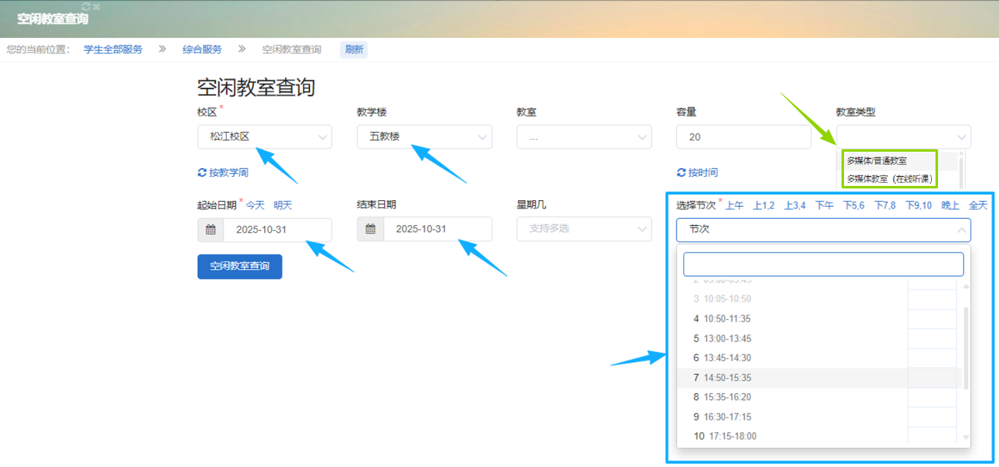 空闲教室查询
您的当前位置： 学生全部服务 » 综合服务 » 空闲教室查询 刷新
空闲教室查询
校区* 教学楼 教室 容量 教室类型
松江校区 五教楼 ... 20
多媒体/普通教室
多媒体教室（在线听课）
按教学周 按时间
起始日期* 今天 明天 结束日期 星期几 选择节次* 上午 上1,2 上3,4 下午 下5,6 下7,8 下9,10 晚上 全天
2025-10-31 2025-10-31 支持多选 节次
空闲教室查询
3 10:05-10:50
4 10:50-11:35
5 13:00-13:45
6 13:45-14:30
7 14:50-15:35
8 15:35-16:20
9 16:30-17:15
10 17:15-18:00